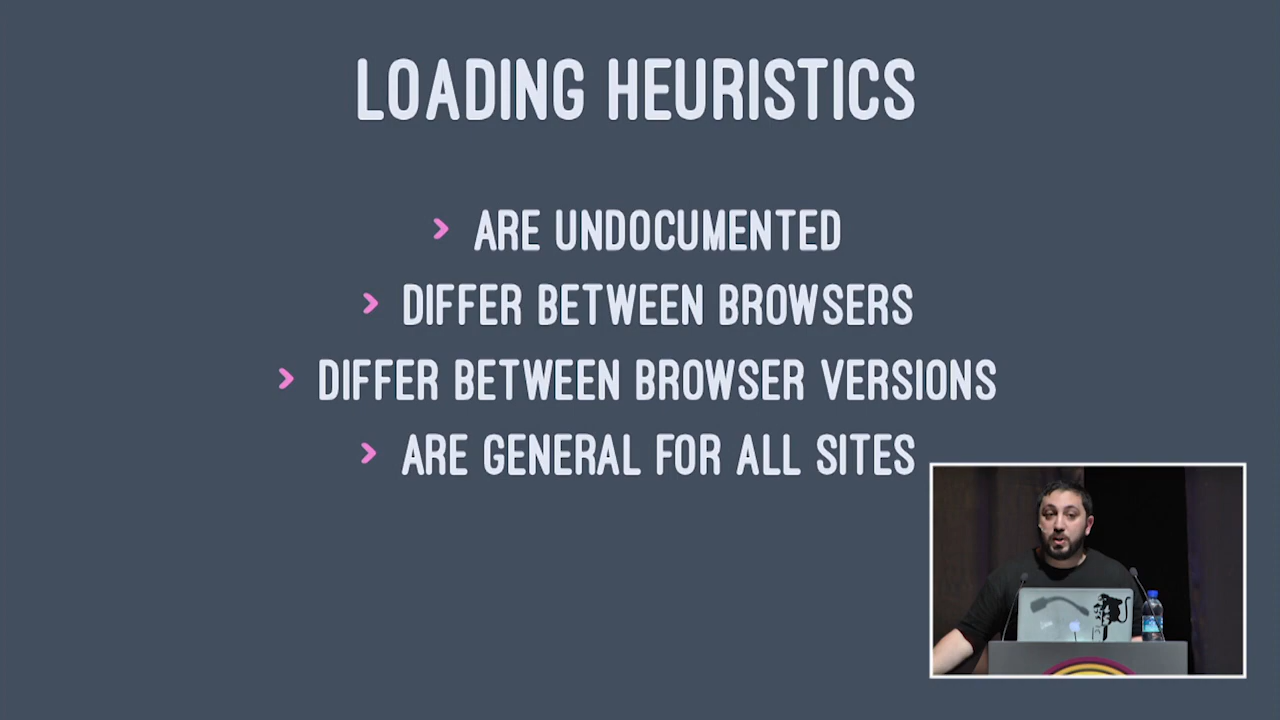 LOADING HEURISTICS
> ARE UNDOCUMENTED
> DIFFER BETWEEN BROWSERS
> DIFFER BETWEEN BROWSER VERSIONS
> ARE GENERAL FOR ALL SITES